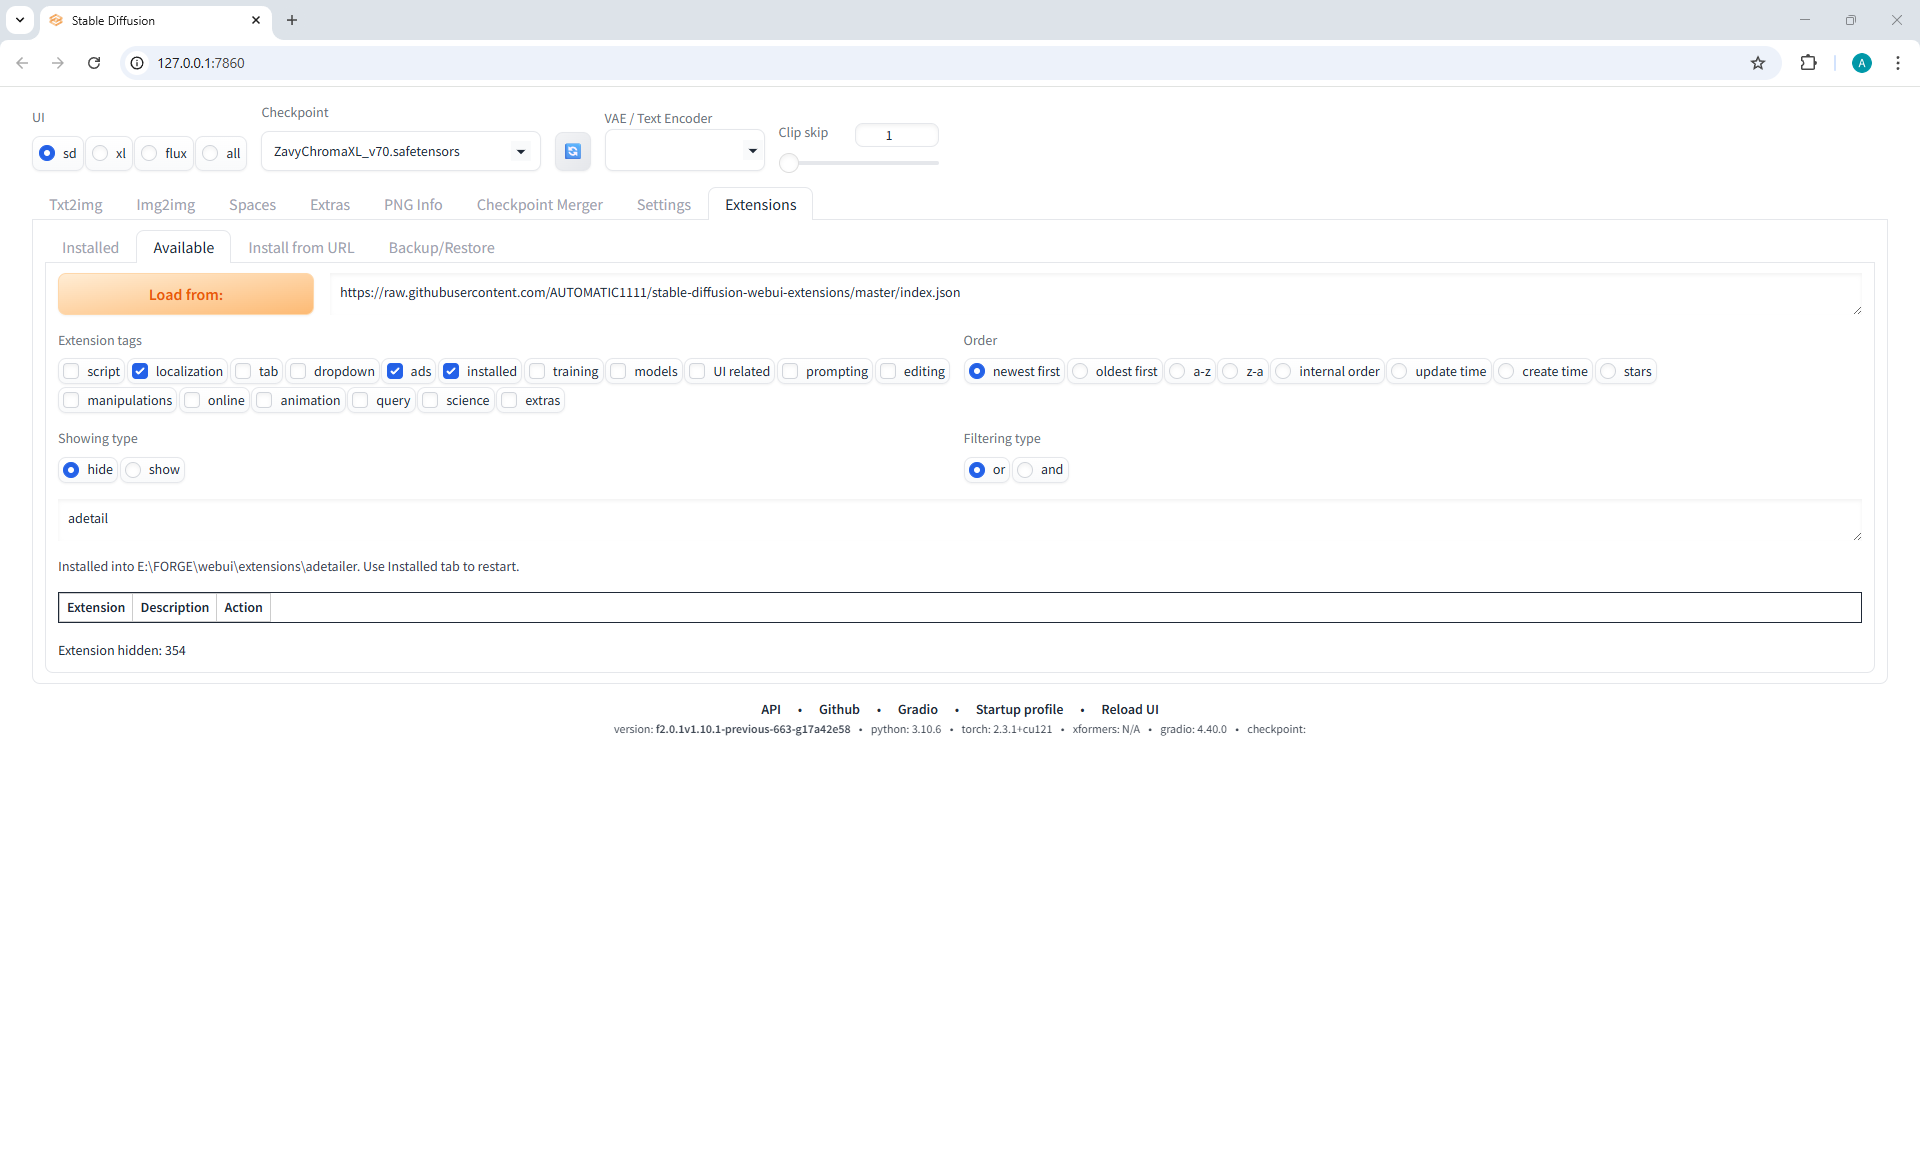 Stable Diffusion
127.0.0.1:7860
A
UI
sd xl flux all
Checkpoint
ZavyChromaXL_v70.safetensors
VAE / Text Encoder
Clip skip 1
Txt2img Img2img Spaces Extras PNG Info Checkpoint Merger Settings Extensions
Installed Available Install from URL Backup/Restore
Load from: https://raw.githubusercontent.com/AUTOMATIC1111/stable-diffusion-webui-extensions/master/index.json
Extension tags
script localization tab dropdown ads installed training models UI related prompting editing
manipulations online animation query science extras
Order
newest first oldest first a-z z-a internal order update time create time stars
Showing type
hide show
Filtering type
or and
adetail
Installed into E:\FORGE\webui\extensions\adetailer. Use Installed tab to restart.
Extension Description Action
Extension hidden: 354
API • Github • Gradio • Startup profile • Reload UI
version: f2.0.1v1.10.1-previous-663-g17a42e58 • python: 3.10.6 • torch: 2.3.1+cu121 • xformers: N/A • gradio: 4.40.0 • checkpoint: